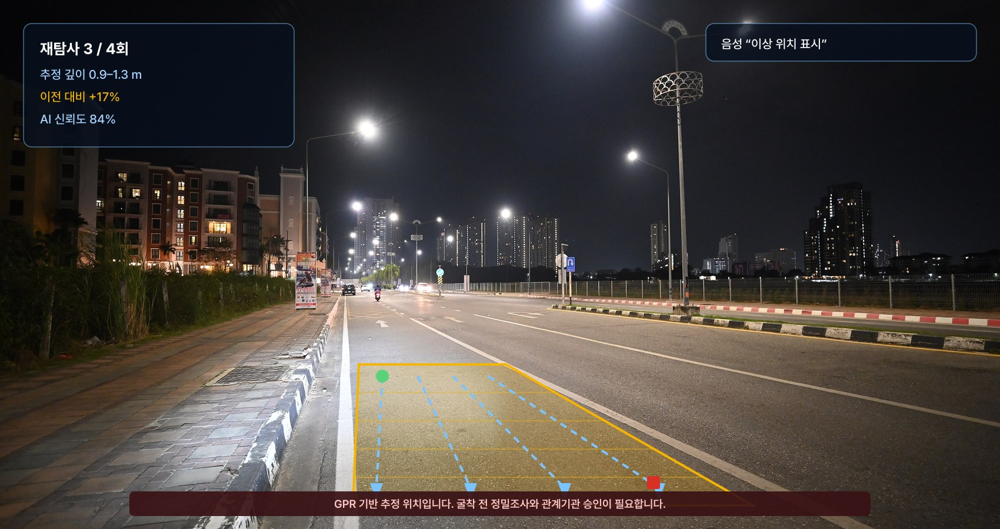 재탐사 3 / 4회
추정 깊이 0.9–1.3 m
이전 대비 +17%
AI 신뢰도 84%
음성 “이상 위치 표시”
GPR 기반 추정 위치입니다. 굴착 전 정밀조사와 관계기관 승인이 필요합니다.